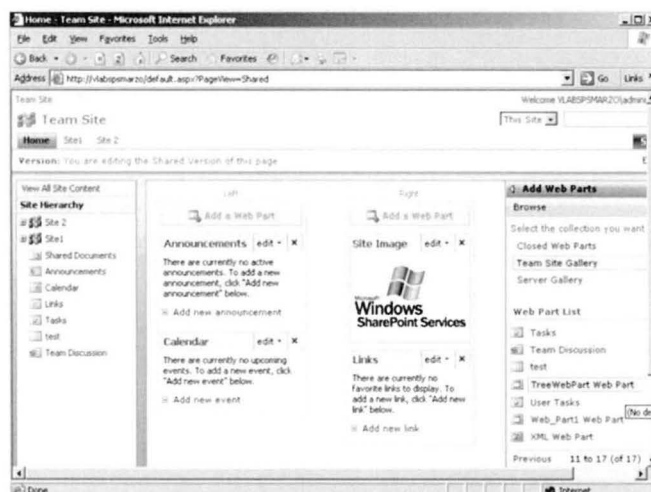 Home - Team Site - Microsoft Internet Explorer
File Edit View Favorites Tools Help
Back Search Favorites
Address http://vlabspsmarzo/default.aspx?PageView=Shared Go Links
Team Site Welcome VLABSPSMARZO\admini
Team Site This Site
Home Site1 Site 2
Version: You are editing the Shared Version of this page
View All Site Content
Site Hierarchy
Site 2
Site1
Shared Documents
Announcements
Calendar
Links
Tasks
test
Team Discussion
Left
Add a Web Part
Announcements edit
There are currently no active
announcements. To add a new
announcement, click "Add new
announcement" below.
Add new announcement
Calendar edit
There are currently no upcoming
events. To add a new event, click
"Add new event" below.
Add new event
Right
Add a Web Part
Site Image edit
Microsoft
Windows
SharePoint Services
Links edit
There are currently no
favorite links to display. To
add a new link, click "Add new
link" below.
Add new link
Add Web Parts
Browse
Select the collection you want
Closed Web Parts
Team Site Gallery
Server Gallery
Web Part List
Tasks
Team Discussion
test
TreeWebPart Web Part
User Tasks
(No de
Web_Part1 Web Part
XML Web Part
Previous 11 to 17 (of 17)
Done Internet